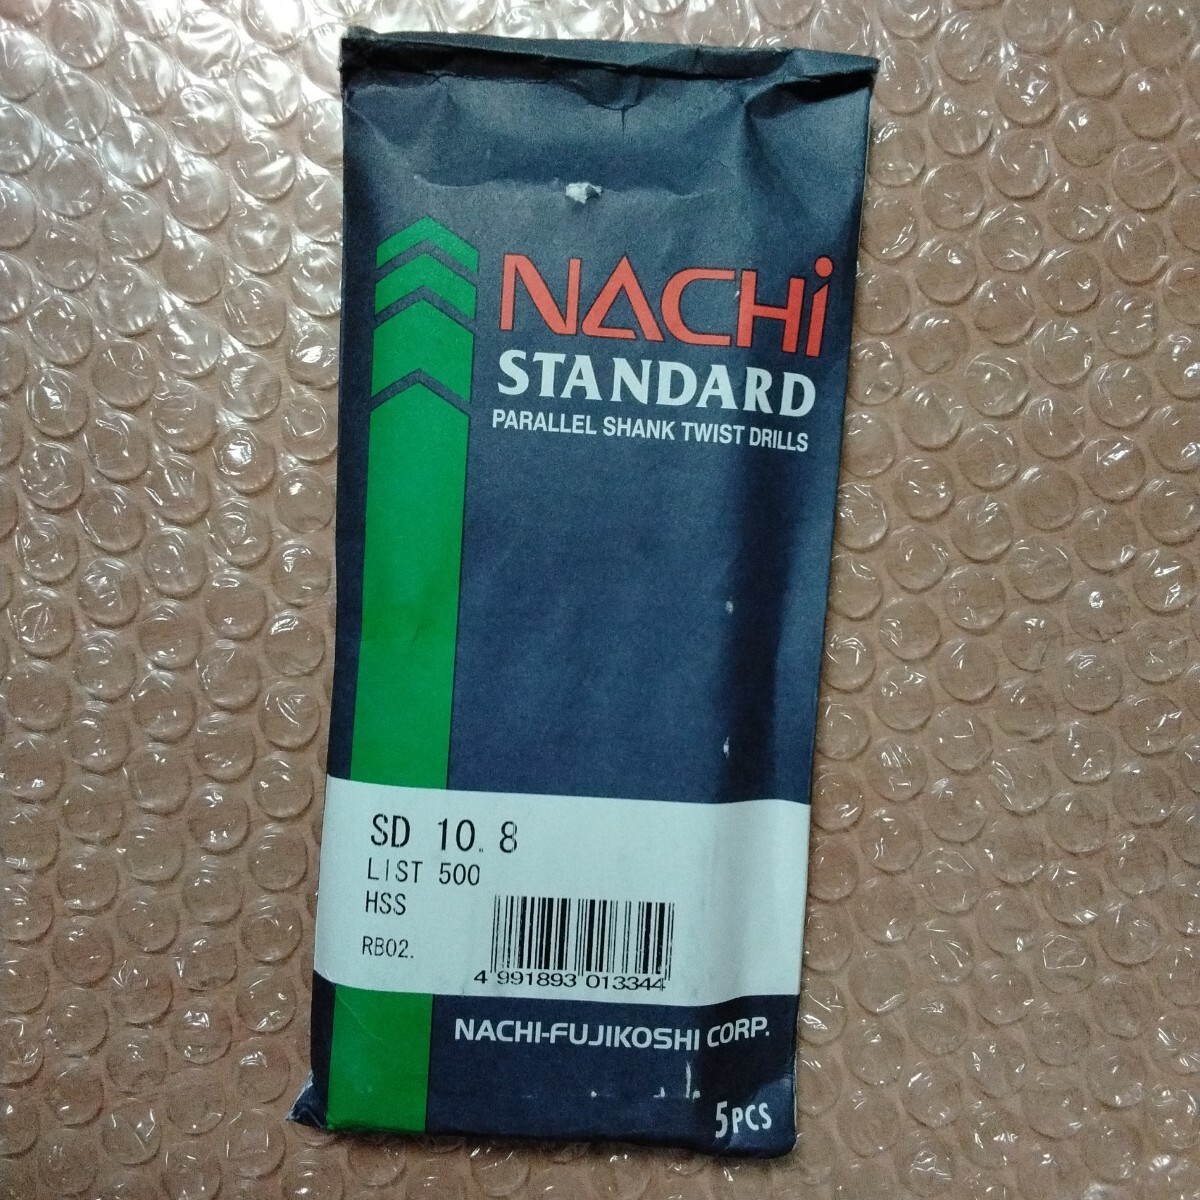 NACHi
STANDARD
PARALLEL SHANK TWIST DRILLS
SD 10.8
LIST 500
HSS
RB02.
4 991893 013344
NACHI-FUJIKOSHI CORP.
5PCS